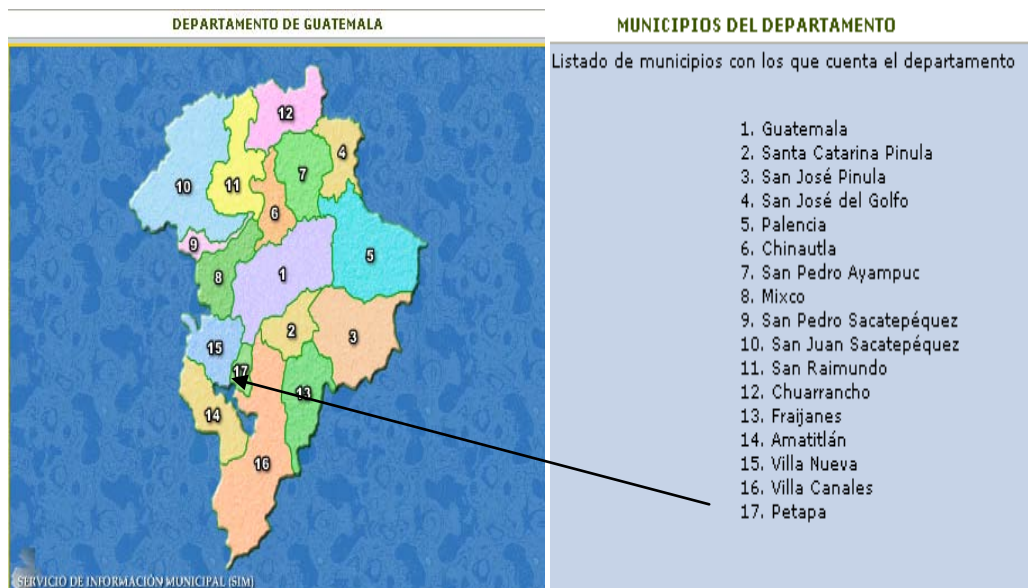 DEPARTAMENTO DE GUATEMALA
12
4
7
10
11
6
9
5
8
1
2
3
15
17
13
14
16
SERVICIO DE INFORMACIÓN MUNICIPAL (SIM)
MUNICIPIOS DEL DEPARTAMENTO
Listado de municipios con los que cuenta el departamento
1. Guatemala
2. Santa Catarina Pinula
3. San José Pinula
4. San José del Golfo
5. Palencia
6. Chinautla
7. San Pedro Ayampuc
8. Mixco
9. San Pedro Sacatepéquez
10. San Juan Sacatepéquez
11. San Raimundo
12. Chuarrancho
13. Fraijanes
14. Amatitlán
15. Villa Nueva
16. Villa Canales
17. Petapa